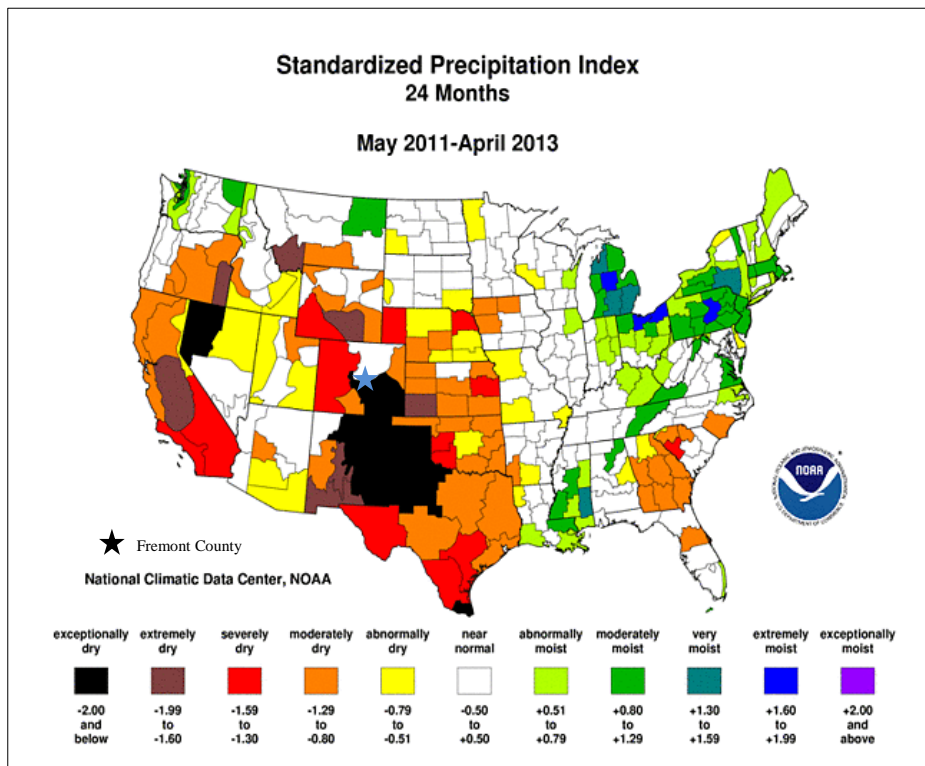 Standardized Precipitation Index
24 Months
May 2011-April 2013
NOAA
Fremont County
National Climatic Data Center, NOAA
exceptionally dry
extremely dry
severely dry
moderately dry
abnormally dry
near normal
abnormally moist
moderately moist
very moist
extremely moist
exceptionally moist
-2.00 and below
-1.99 to -1.60
-1.59 to -1.30
-1.29 to -0.80
-0.79 to -0.51
-0.50 to +0.50
+0.51 to +0.79
+0.80 to +1.29
+1.30 to +1.59
+1.60 to +1.99
+2.00 and above